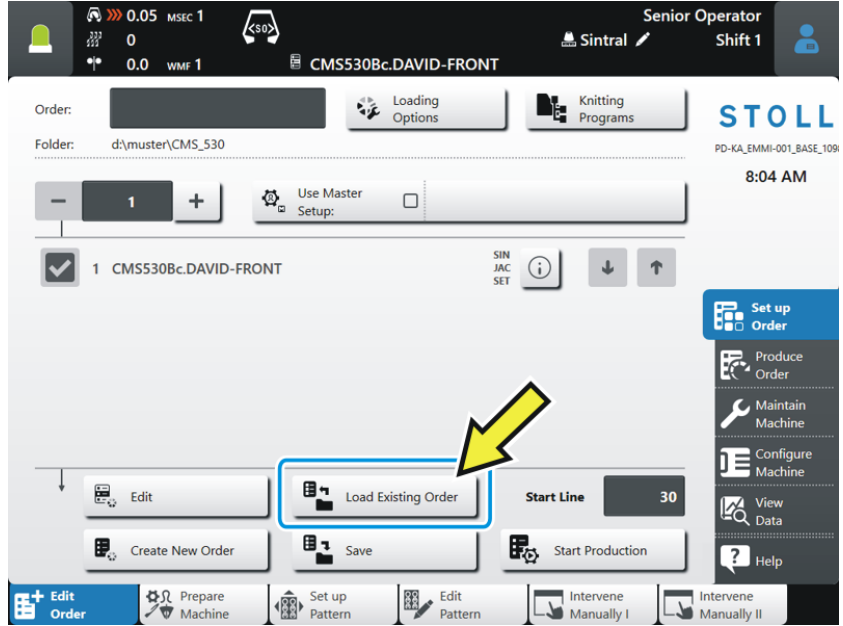 0.05 MSEC 1
<S0>
Senior Operator
0
Sintral
Shift 1
0.0 WMF 1
CMS530Bc.DAVID-FRONT
Order:
Loading
Options
Knitting
Programs
STOLL
Folder:
d:\muster\CMS_530
PD-KA_EMMI-001_BASE_109
8:04 AM
− 1 +
Use Master
Setup:
1 CMS530Bc.DAVID-FRONT
SIN
JAC
SET
i
Set up
Order
Produce
Order
Maintain
Machine
Configure
Machine
View
Data
? Help
Edit
Load Existing Order
Start Line
30
Create New Order
Save
Start Production
Edit
Order
Prepare
Machine
Set up
Pattern
Edit
Pattern
Intervene
Manually I
Intervene
Manually II